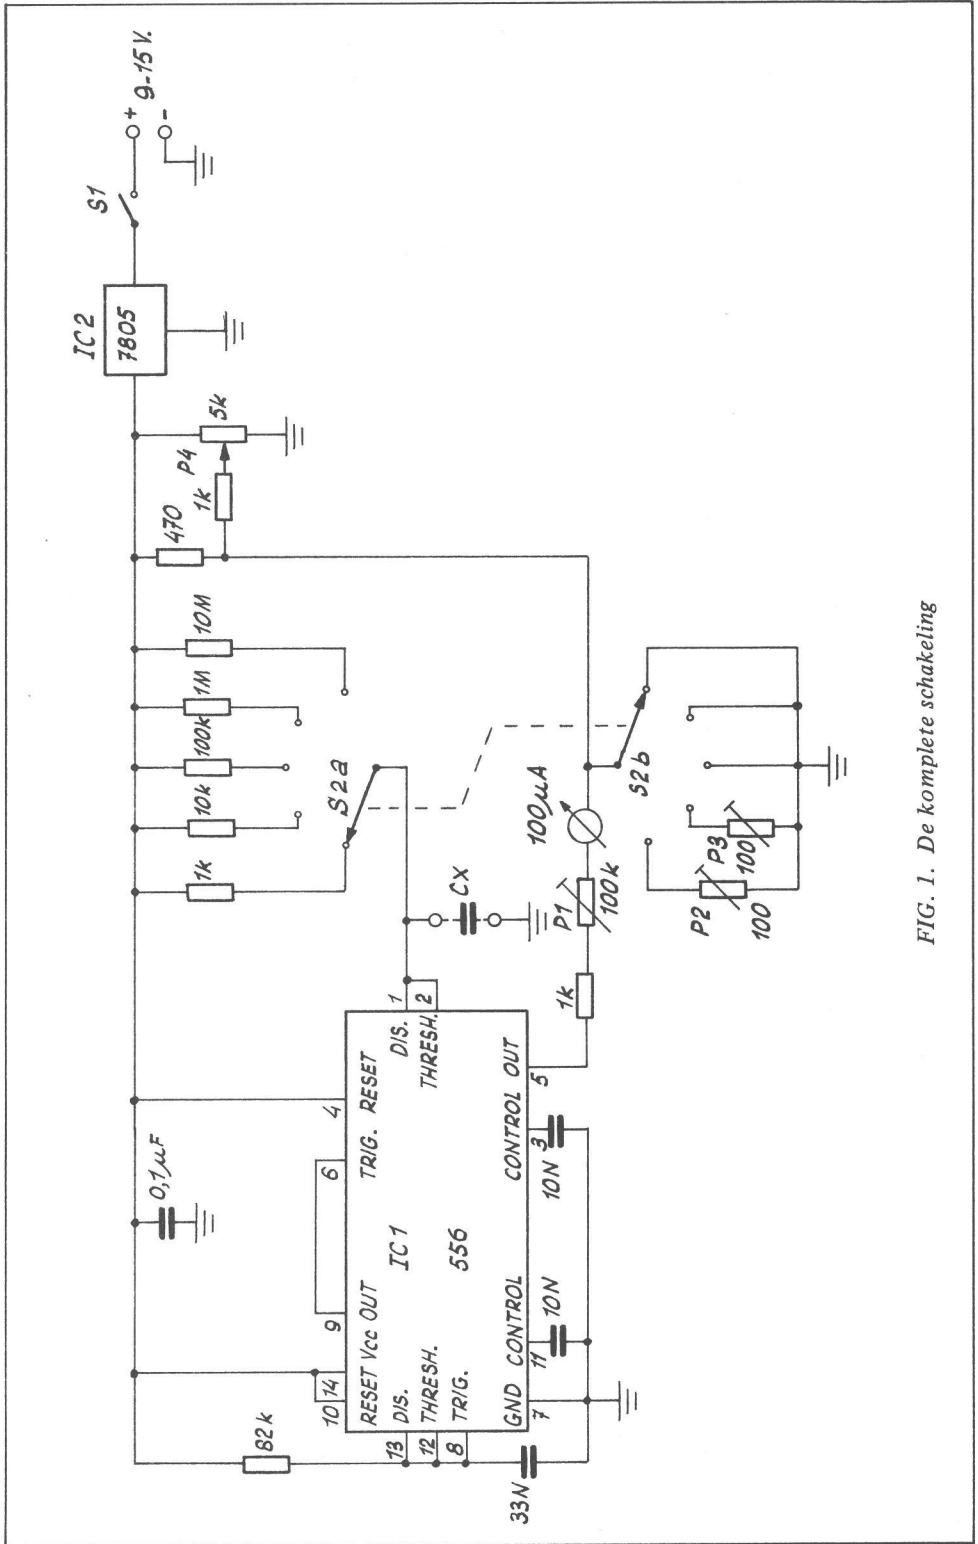 82k
0,1µF
1k
10k
100k
1M
10M
470
P4
1k
5k
IC2
7805
S1
+
9-15V.
-
10
14
9
6
4
RESET
Vcc
OUT
TRIG.
RESET
13
DIS.
12
THRESH.
8
TRIG.
IC1
556
DIS.
1
THRESH.
2
GND
CONTROL
CONTROL
OUT
7
11
3
5
33N
10N
10N
CX
S2a
1k
P1
100k
100µA
S2b
P2
100
P3
100
FIG. 1. De komplete schakeling